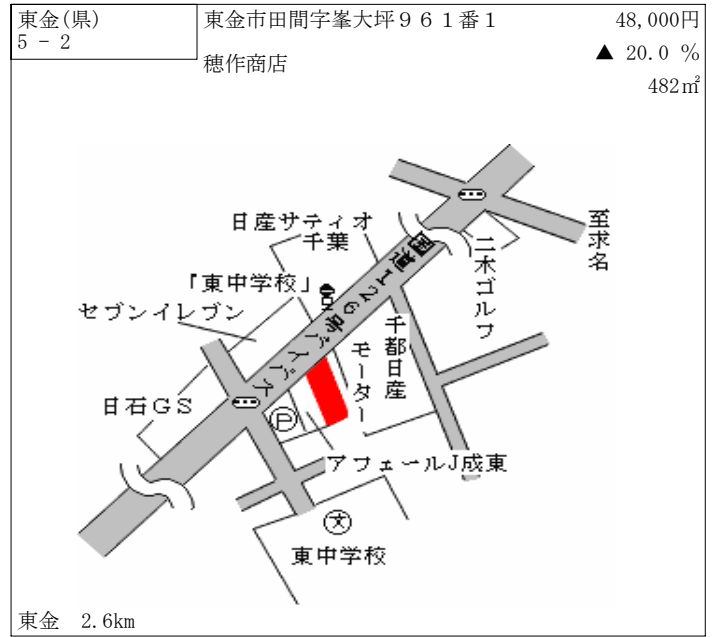 東金(県)
5 － 2
東金市田間字峯大坪９６１番１
穂作商店
48,000円
▲ 20.0 %
482㎡
日産サティオ
千葉
至求名
国道126号バイパス
二木ゴルフ
「東中学校」
セブンイレブン
千都日産
モーター
日石GS
P
アフェールJ成東
文
東中学校
東金　2.6km